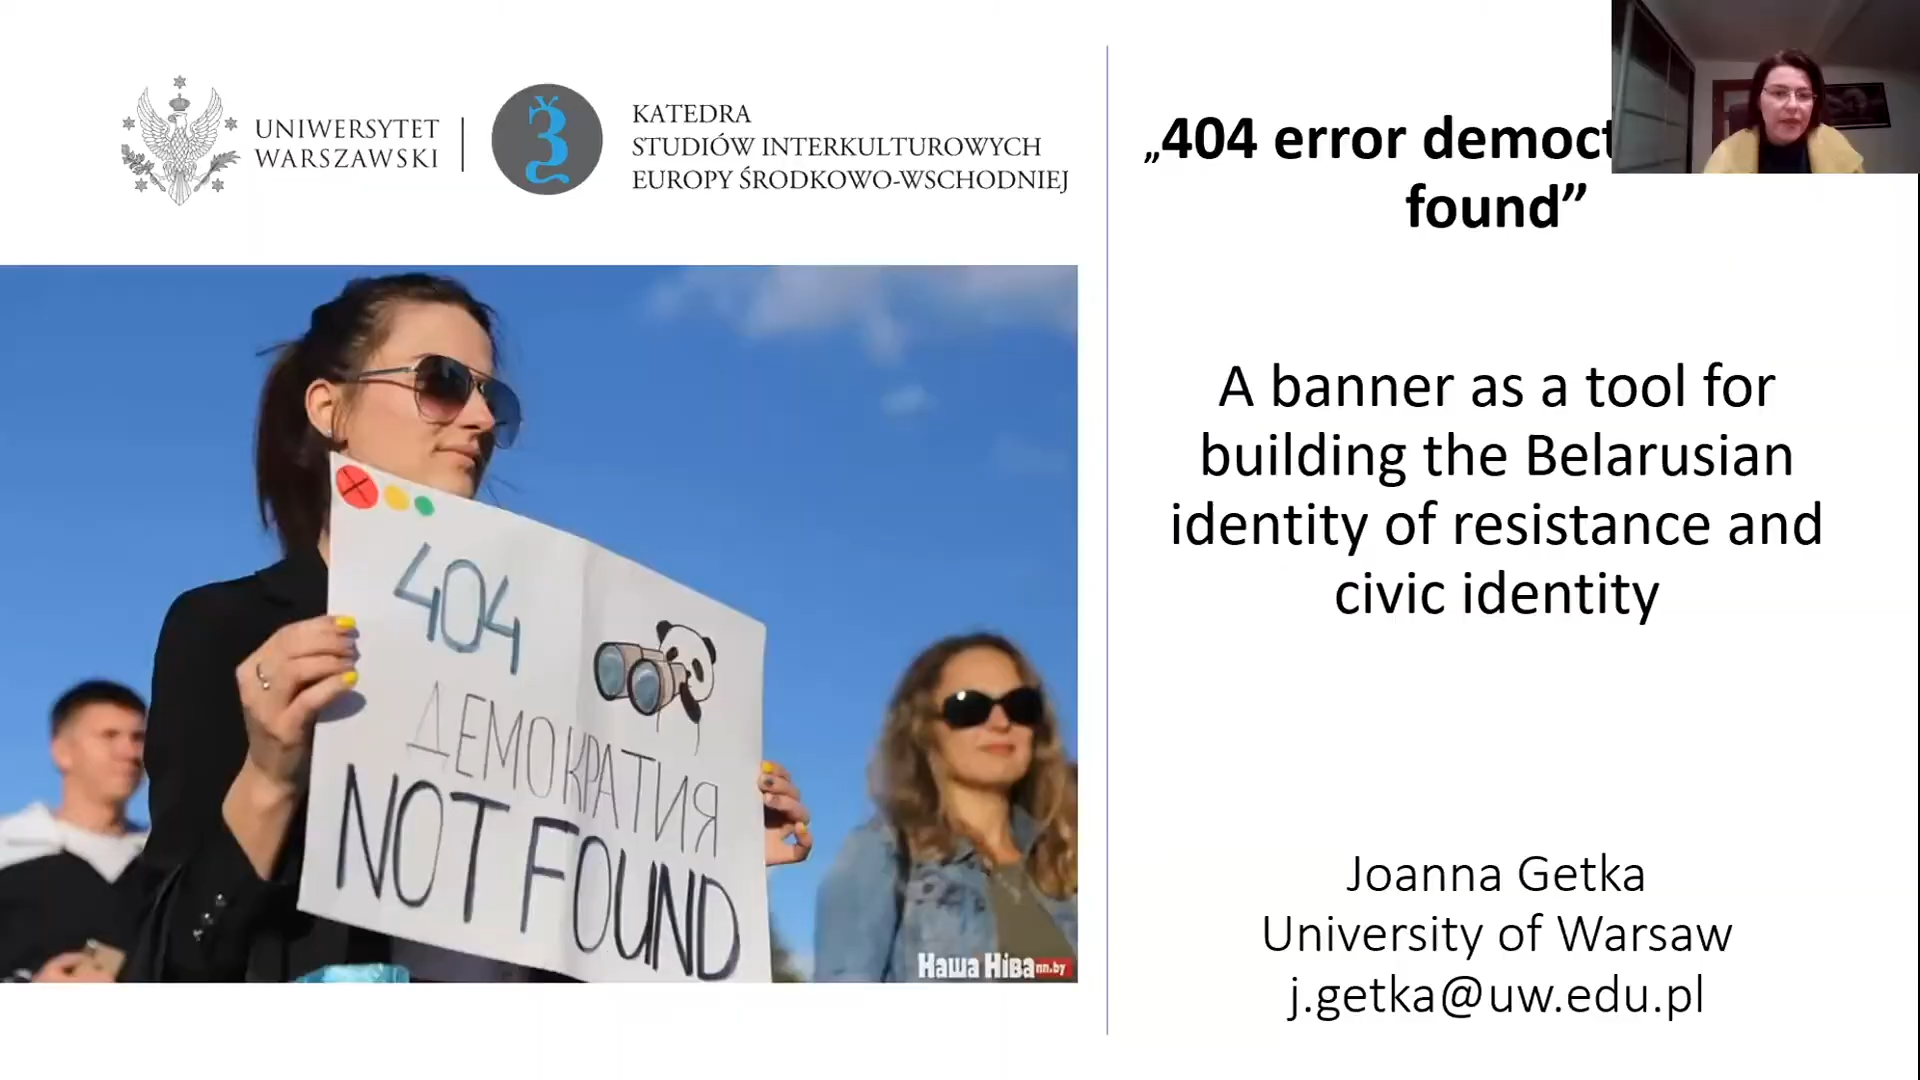 UNIWERSYTET
WARSZAWSKI
KATEDRA
STUDIÓW INTERKULTUROWYCH
EUROPY ŚRODKOWO-WSCHODNIEJ
„404 error
found”
A banner as a tool for
building the Belarusian
identity of resistance and
civic identity
Joanna Getka
University of Warsaw
j.getka@uw.edu.pl
404
ДЕМОКРАТИЯ
NOT FOUND
Наша Ніва nn.by